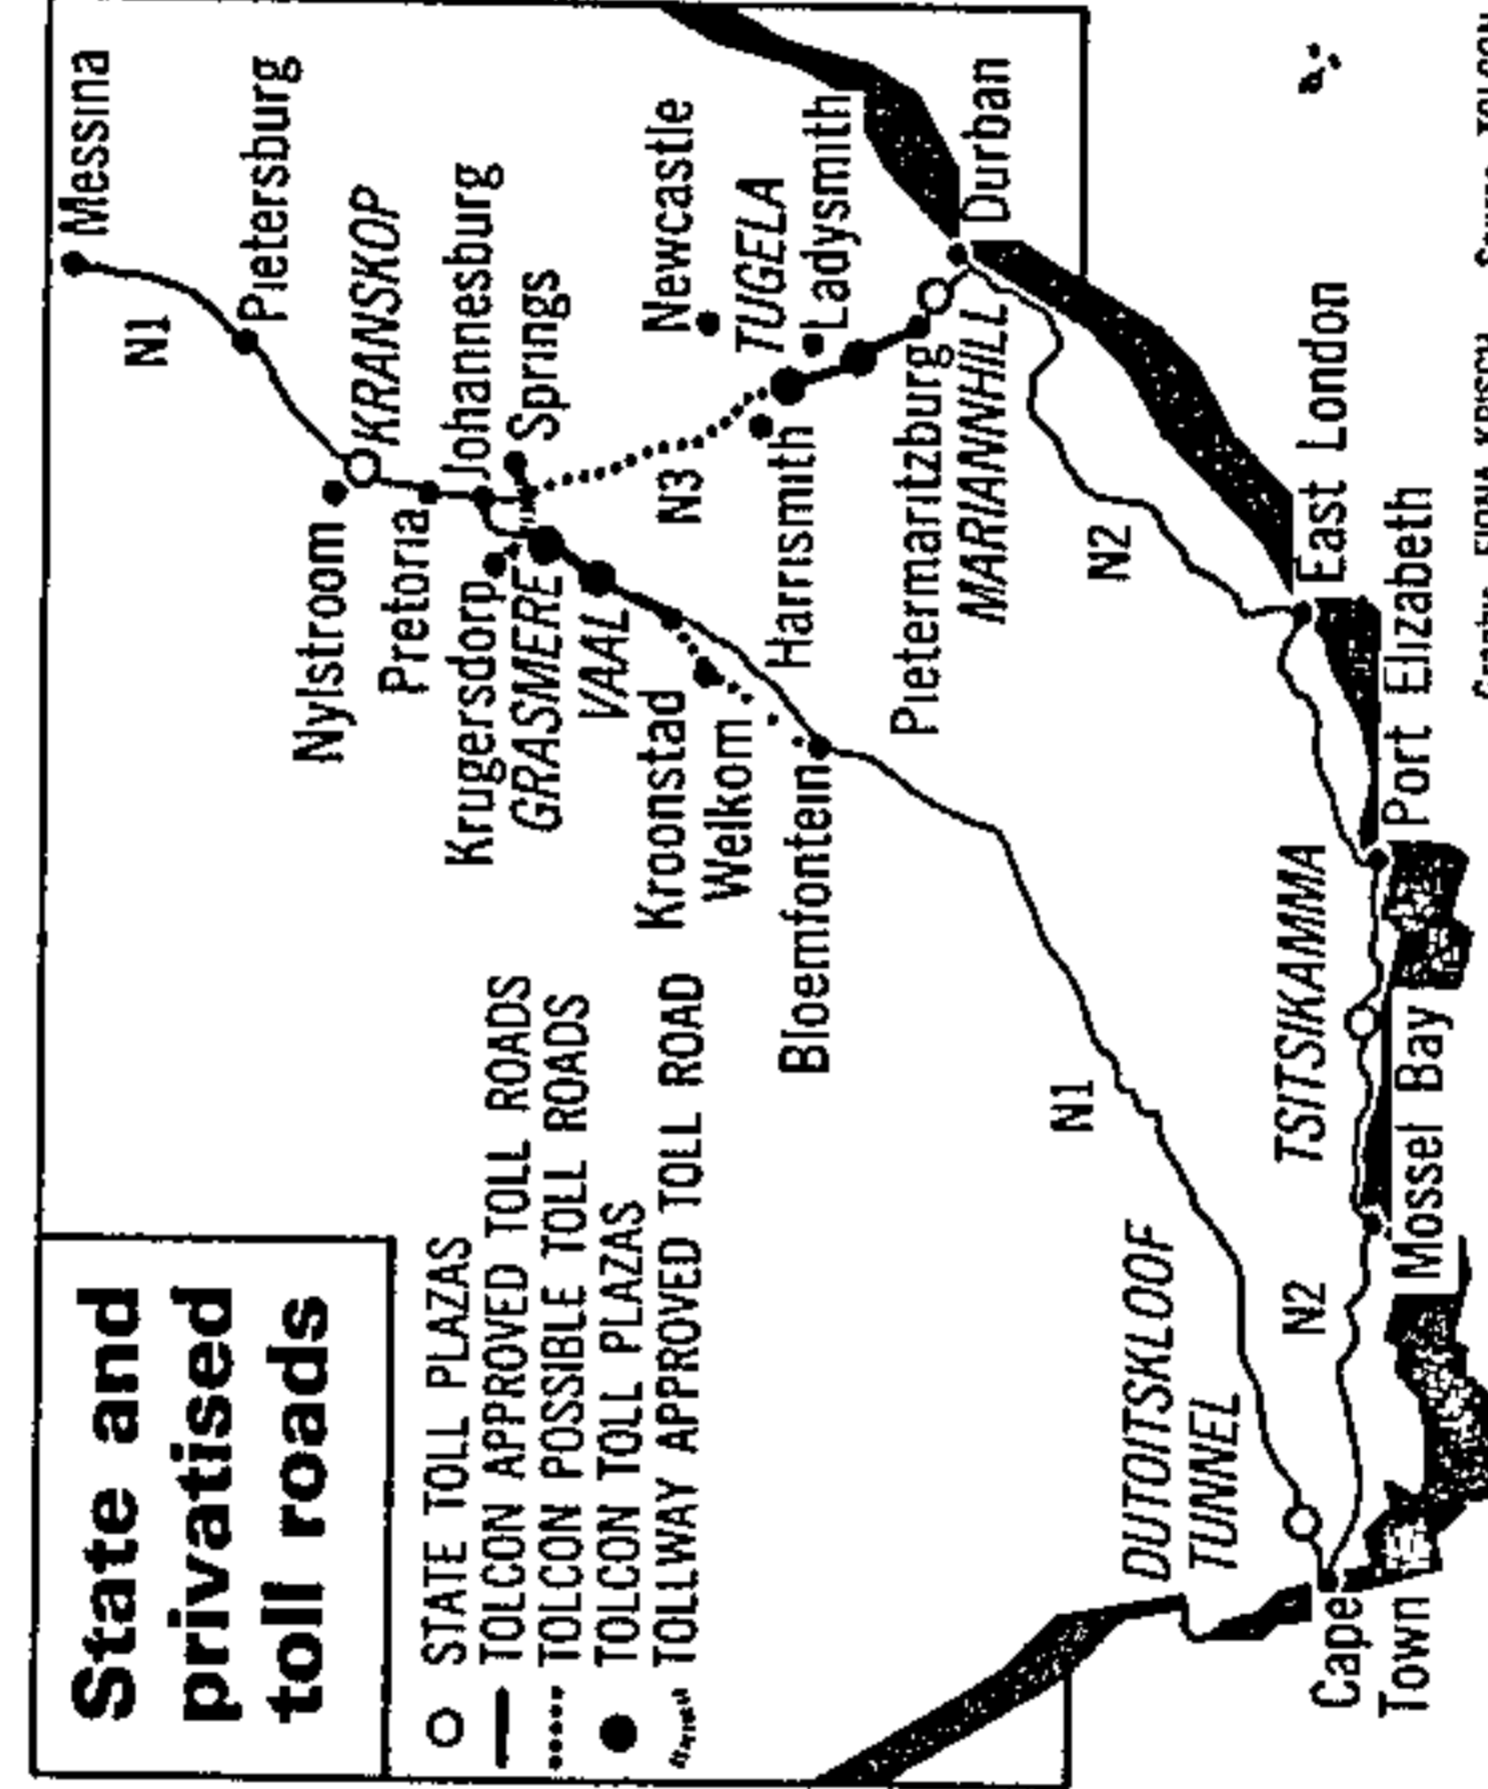 State and
privatised
toll roads
STATE TOLL PLAZAS
TOLCON APPROVED TOLL ROADS
TOLCON POSSIBLE TOLL ROADS
TOLCON TOLL PLAZAS
TOLLWAY APPROVED TOLL ROAD
Messina
N1
Pietersburg
Nylstroom
KRANSKOP
Pretoria
Johannesburg
Krugersdorp
Springs
GRASMERE
VAAL
Newcastle
N3
TUGELA
Kroonstad
Welkom
Harrismith
Ladysmith
Bloemfontein
Pietermaritzburg
MARIANNHILL
Durban
N1
N2
DUTOITSKLOOF
TUNNEL
TSITSIKAMMA
N2
East London
Cape
Town
Mossel Bay
Port Elizabeth
FIONA KRISCH